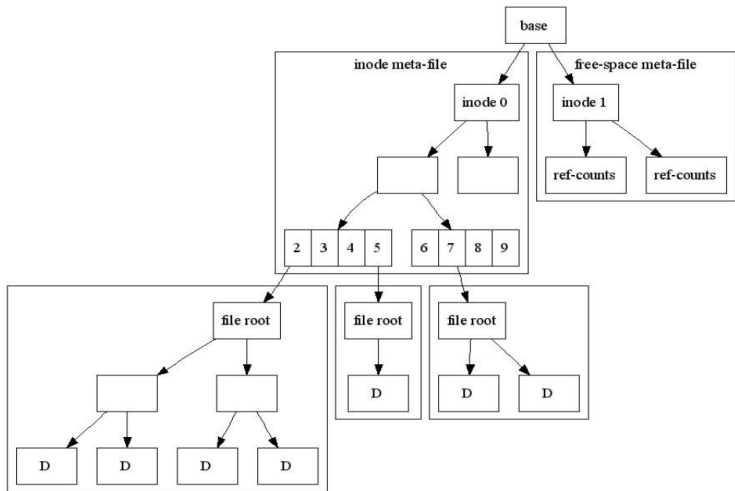 base
inode meta-file
free-space meta-file
inode 0
inode 1
ref-counts
ref-counts
2 3 4 5
6 7 8 9
file root
file root
file root
D
D
D
D
D
D
D